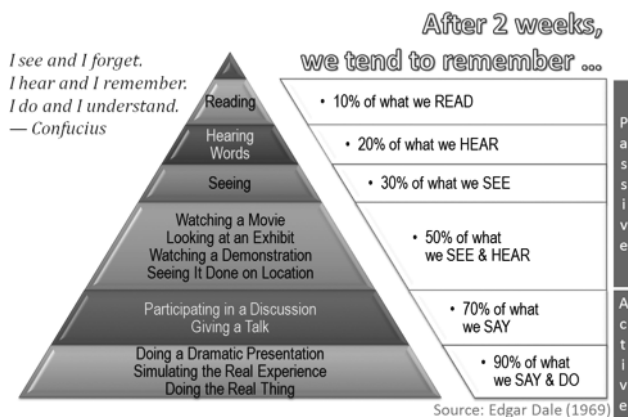 After 2 weeks,
we tend to remember ...
I see and I forget.
I hear and I remember.
I do and I understand.
— Confucius
Reading
• 10% of what we READ
Hearing
Words
• 20% of what we HEAR
Seeing
• 30% of what we SEE
Watching a Movie
Looking at an Exhibit
Watching a Demonstration
Seeing It Done on Location
• 50% of what
we SEE & HEAR
Passive
Participating in a Discussion
Giving a Talk
• 70% of what
we SAY
Doing a Dramatic Presentation
Simulating the Real Experience
Doing the Real Thing
• 90% of what
we SAY & DO
Active
Source: Edgar Dale (1969)